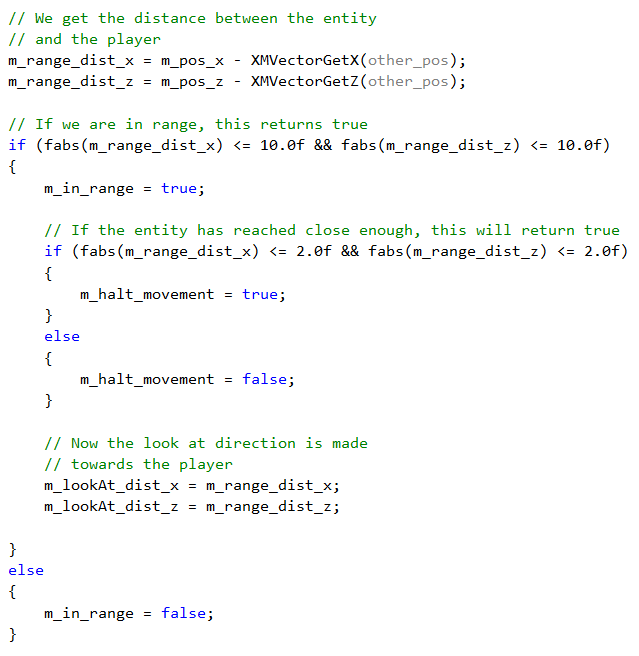 // We get the distance between the entity
// and the player
m_range_dist_x = m_pos_x - XMVectorGetX(other_pos);
m_range_dist_z = m_pos_z - XMVectorGetZ(other_pos);

// If we are in range, this returns true
if (fabs(m_range_dist_x) <= 10.0f && fabs(m_range_dist_z) <= 10.0f)
{
    m_in_range = true;

    // If the entity has reached close enough, this will return true
    if (fabs(m_range_dist_x) <= 2.0f && fabs(m_range_dist_z) <= 2.0f)
    {
        m_halt_movement = true;
    }
    else
    {
        m_halt_movement = false;
    }

    // Now the look at direction is made
    // towards the player
    m_lookAt_dist_x = m_range_dist_x;
    m_lookAt_dist_z = m_range_dist_z;

}
else
{
    m_in_range = false;
}